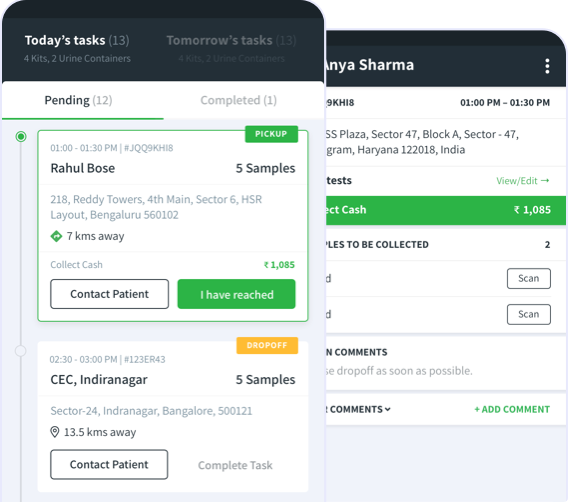 Today's tasks (13)
4 Kits, 2 Urine Containers
Tomorrow's tasks (13)
4 Kits, 2 Urine Containers
Pending (12)
Completed (1)
PICKUP
01:00 - 01:30 PM | #JQQ9KHI8
Rahul Bose
5 Samples
218, Reddy Towers, 4th Main, Sector 6, HSR
Layout, Bengaluru 560102
7 kms away
Collect Cash
₹ 1,085
Contact Patient
I have reached
DROPOFF
02:30 - 03:00 PM | #123ER43
CEC, Indiranagar
5 Samples
Sector-24, Indranagar, Bangalore, 500121
13.5 kms away
Contact Patient
Complete Task
Anya Sharma
9KHI8
01:00 PM – 01:30 PM
SS Plaza, Sector 47, Block A, Sector - 47,
gram, Haryana 122018, India
tests
View/Edit →
ect Cash
₹ 1,085
PLES TO BE COLLECTED
2
d
Scan
d
Scan
N COMMENTS
se dropoff as soon as possible.
R COMMENTS
+ ADD COMMENT